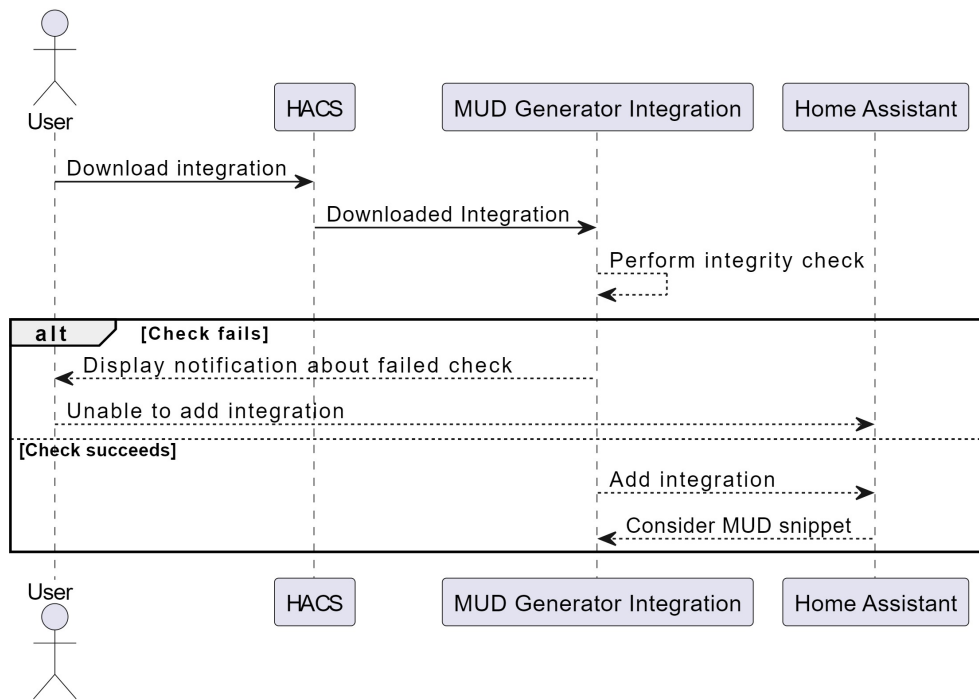 User
HACS
MUD Generator Integration
Home Assistant
Download integration
Downloaded Integration
Perform integrity check
alt
[Check fails]
Display notification about failed check
Unable to add integration
[Check succeeds]
Add integration
Consider MUD snippet
User
HACS
MUD Generator Integration
Home Assistant